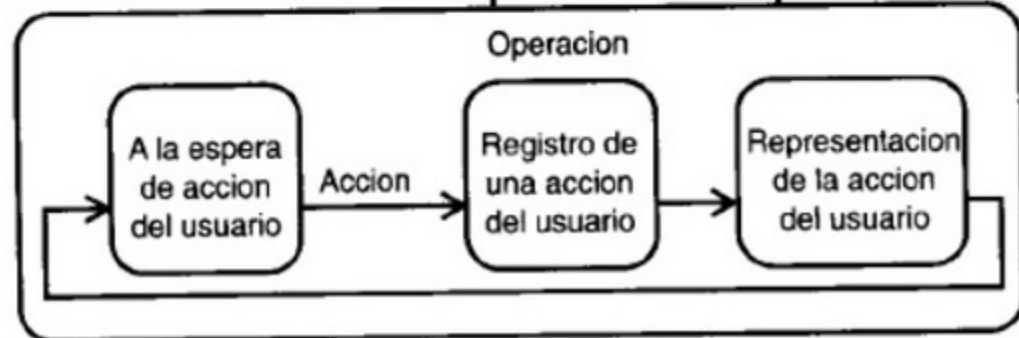 Operacion
A la espera
de accion
del usuario
Accion
Registro de
una accion
del usuario
Representacion
de la accion
del usuario